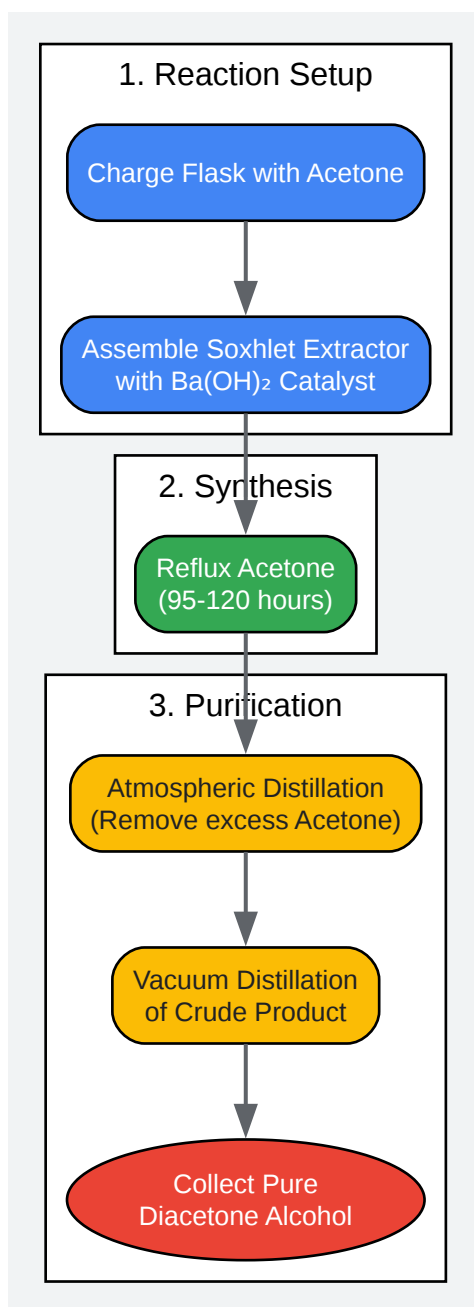 1. Reaction Setup
Charge Flask with Acetone
Assemble Soxhlet Extractor
with Ba(OH)₂ Catalyst
2. Synthesis
Reflux Acetone
(95-120 hours)
3. Purification
Atmospheric Distillation
(Remove excess Acetone)
Vacuum Distillation
of Crude Product
Collect Pure
Diacetone Alcohol